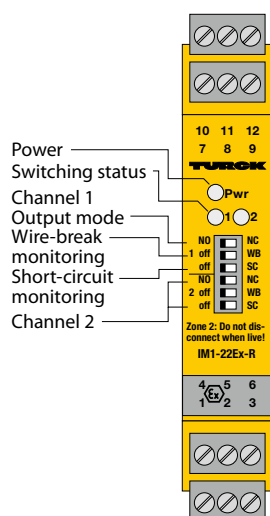 10 11 12
7 8 9
TURCK
Power
Pwr
Switching status
1 2
Channel 1
Output mode
NO NC
Wire-break
monitoring
1 off WB
Short-circuit
monitoring
off SC
NO NC
2 off WB
Channel 2
off SC
Zone 2: Do not dis-
connect when live!
IM1-22Ex-R
4 Ex 5 6
1 2 3